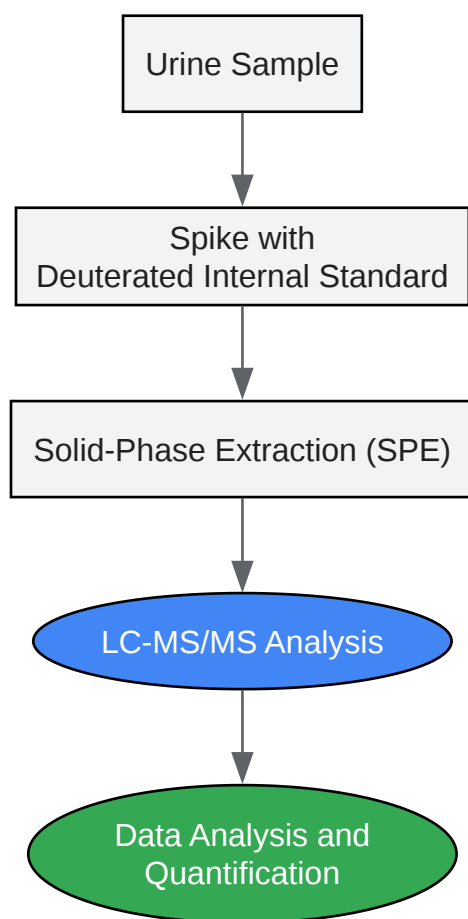 Urine Sample
Spike with
Deuterated Internal Standard
Solid-Phase Extraction (SPE)
LC-MS/MS Analysis
Data Analysis and
Quantification